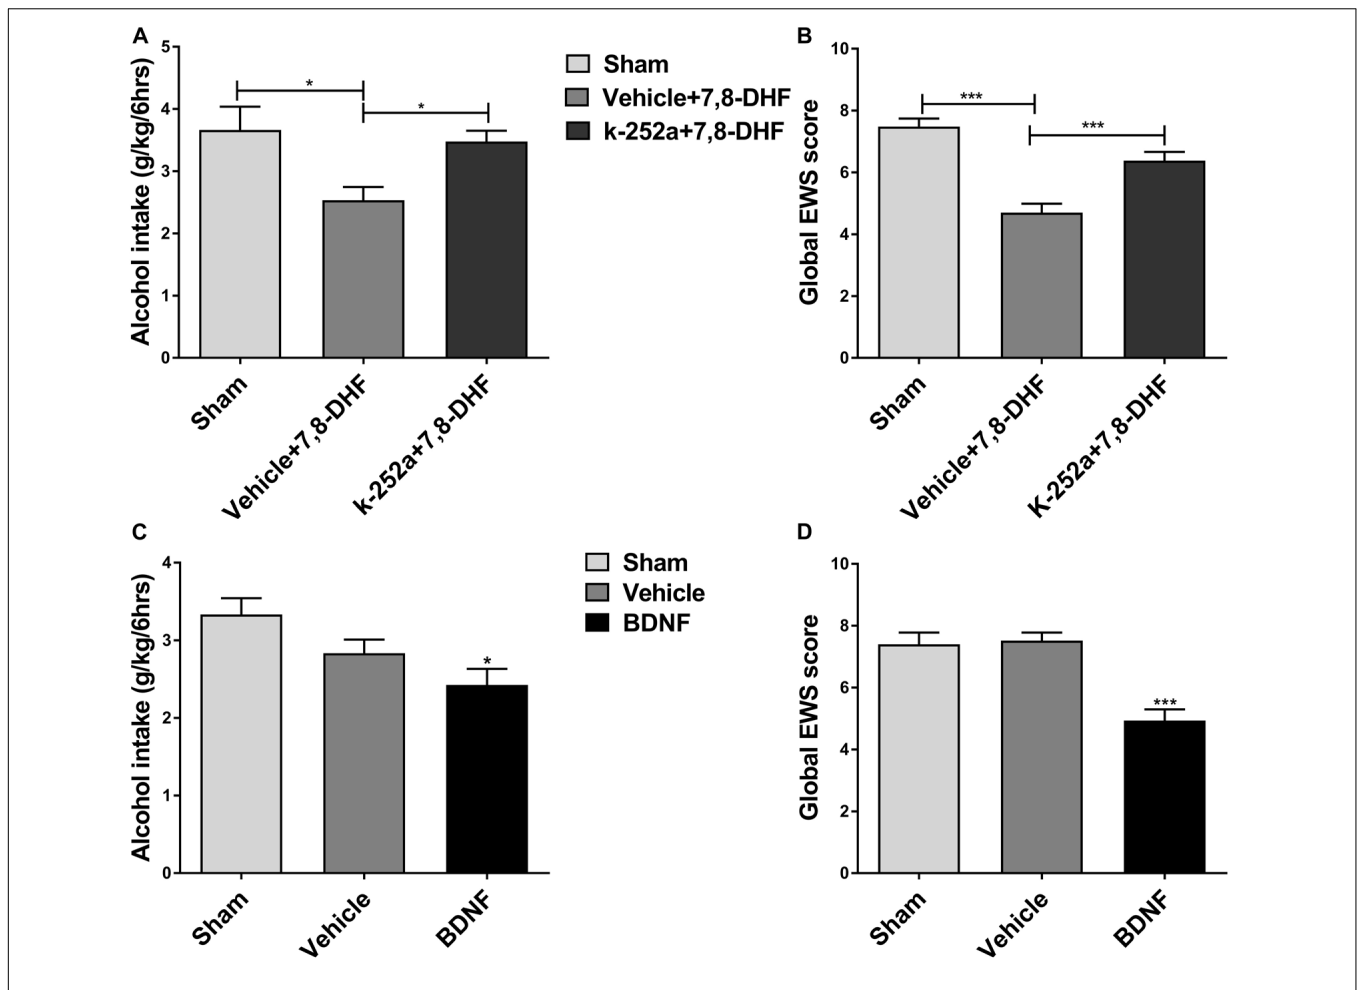 A
5
4
3
2
1
0
Alcohol intake (g/kg/6hrs)
*
*
Sham
Vehicle+7,8-DHF
k-252a+7,8-DHF
Sham
Vehicle+7,8-DHF
k-252a+7,8-DHF
B
10
8
6
4
2
0
Global EWS score
***
***
Sham
Vehicle+7,8-DHF
K-252a+7,8-DHF
C
4
3
2
1
0
Alcohol intake (g/kg/6hrs)
*
Sham
Vehicle
BDNF
Sham
Vehicle
BDNF
D
10
8
6
4
2
0
Global EWS score
***
Sham
Vehicle
BDNF